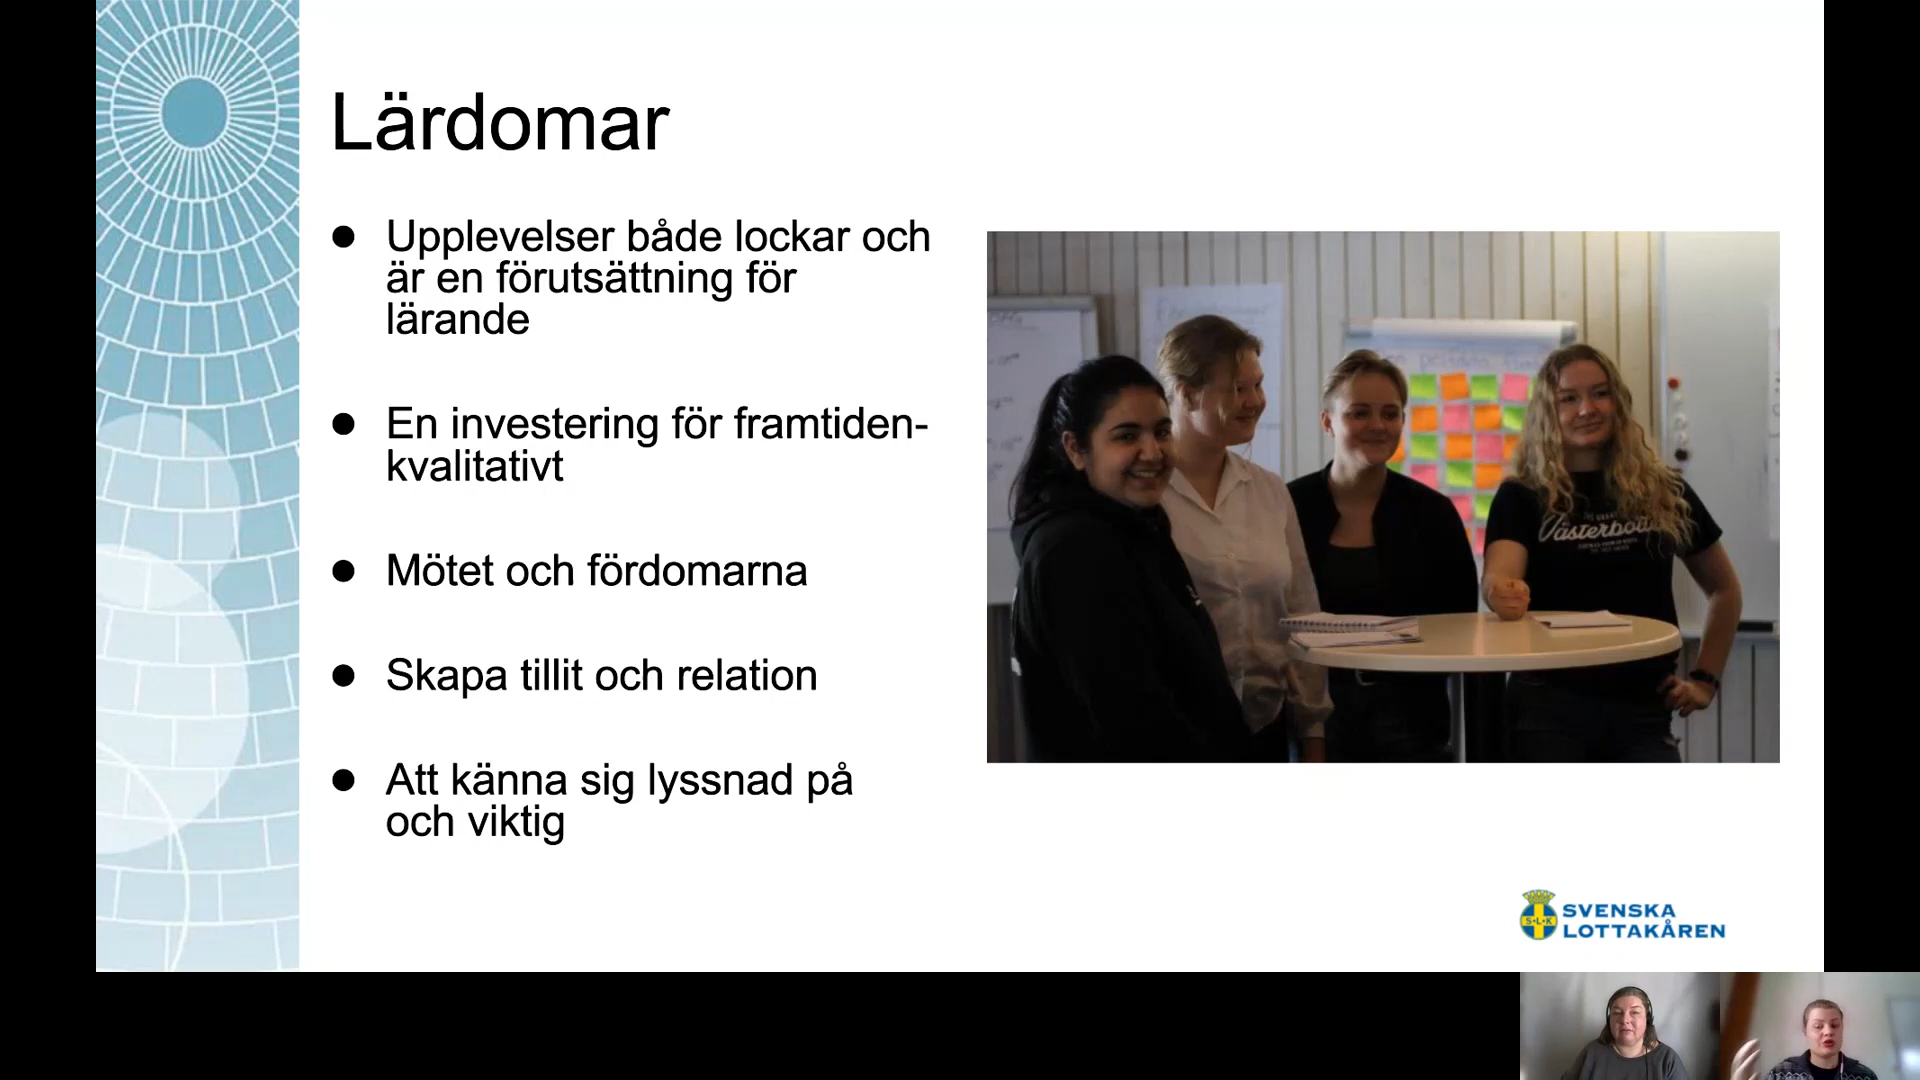 Lärdomar
● Upplevelser både lockar och
är en förutsättning för
lärande
● En investering för framtiden-
kvalitativt
● Mötet och fördomarna
● Skapa tillit och relation
● Att känna sig lyssnad på
och viktig
S·L·K
SVENSKA
LOTTAKÅREN